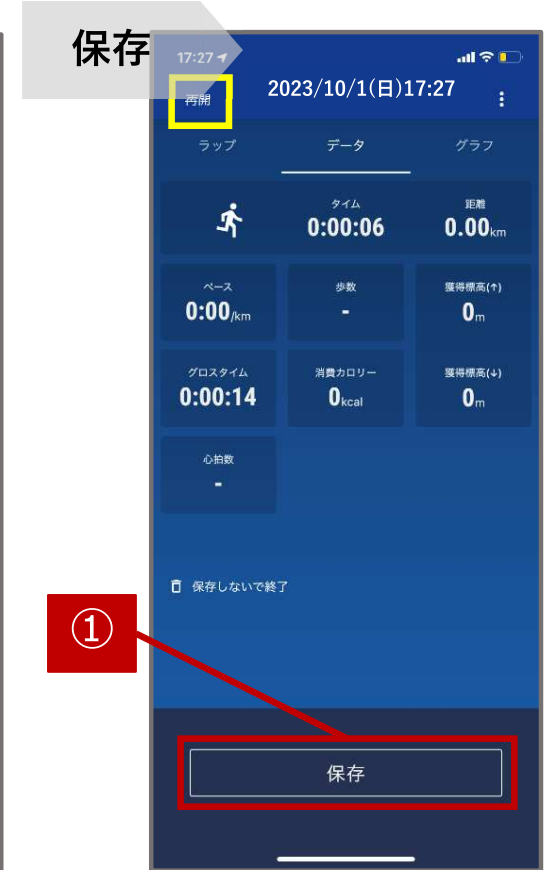 保存
17:27
再開
2023/10/1(日)17:27
ラップ データ グラフ
タイム
0:00:06
距離
0.00km
ペース
0:00/km
歩数
-
獲得標高(↑)
0m
グロスタイム
0:00:14
消費カロリー
0kcal
獲得標高(↓)
0m
心拍数
-
保存しないで終了
①
保存